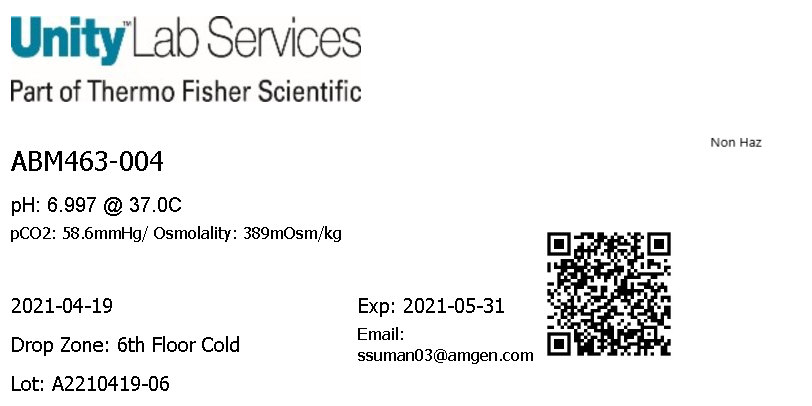 Unity™ Lab Services
Part of Thermo Fisher Scientific
Non Haz
ABM463-004
pH: 6.997 @ 37.0C
pCO2: 58.6mmHg/ Osmolality: 389mOsm/kg
2021-04-19
Exp: 2021-05-31
Drop Zone: 6th Floor Cold
Email:
ssuman03@amgen.com
Lot: A2210419-06